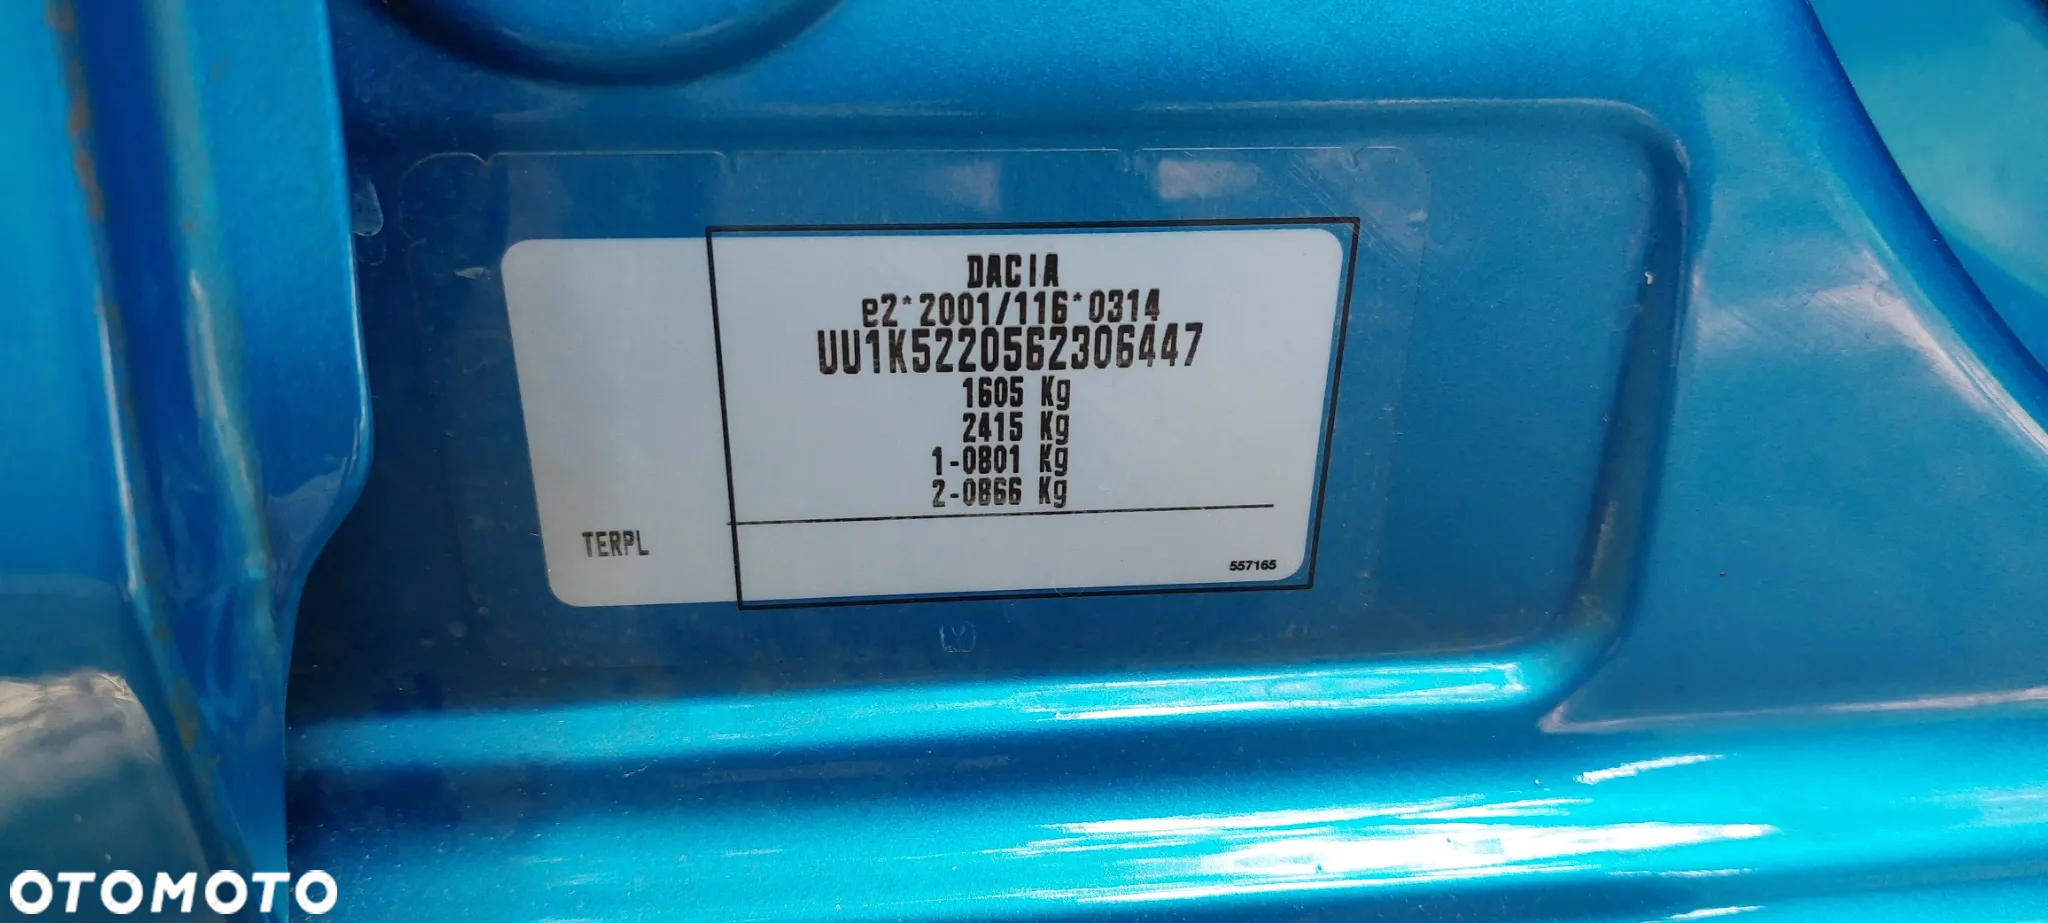 DACIA
e2*2001/116*0314
UU1K5220562306447
1605 Kg
2415 Kg
1-0801 Kg
2-0866 Kg
TERPL
557165
OTOMOTO